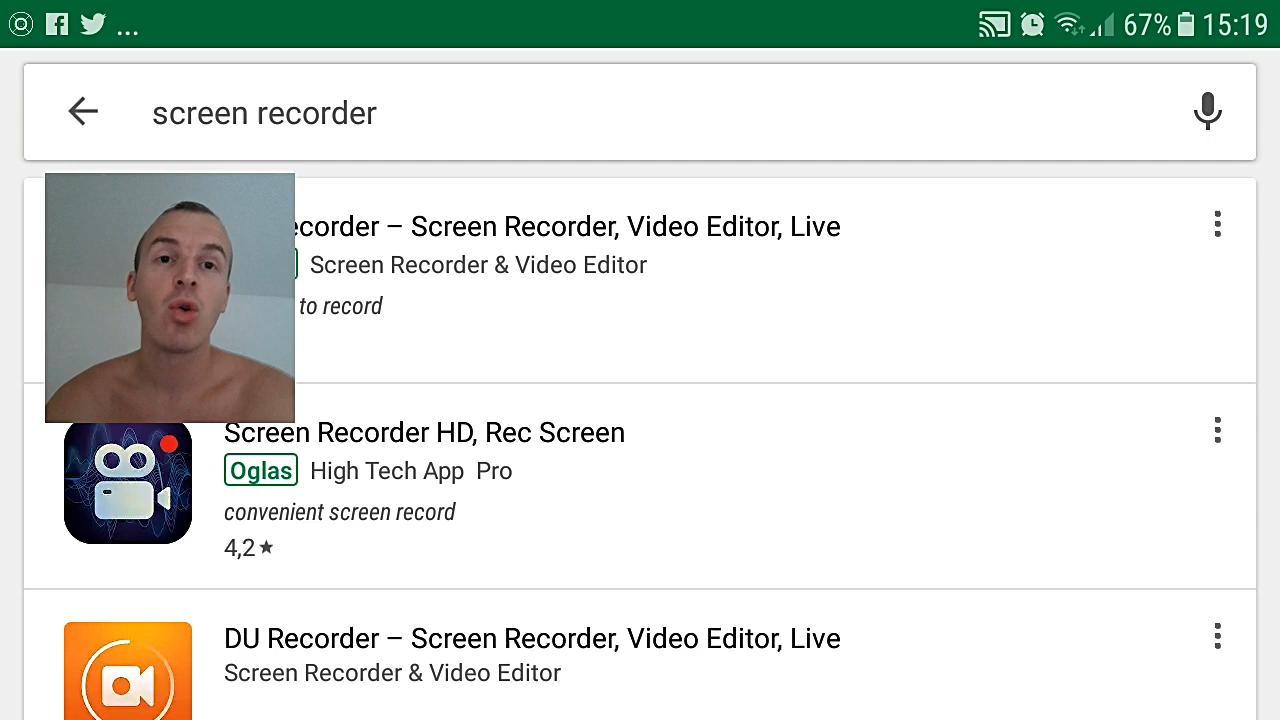 ... 67% 15:19
screen recorder
ecorder – Screen Recorder, Video Editor, Live
Screen Recorder & Video Editor
to record
Screen Recorder HD, Rec Screen
Oglas High Tech App Pro
convenient screen record
4,2★
DU Recorder – Screen Recorder, Video Editor, Live
Screen Recorder & Video Editor